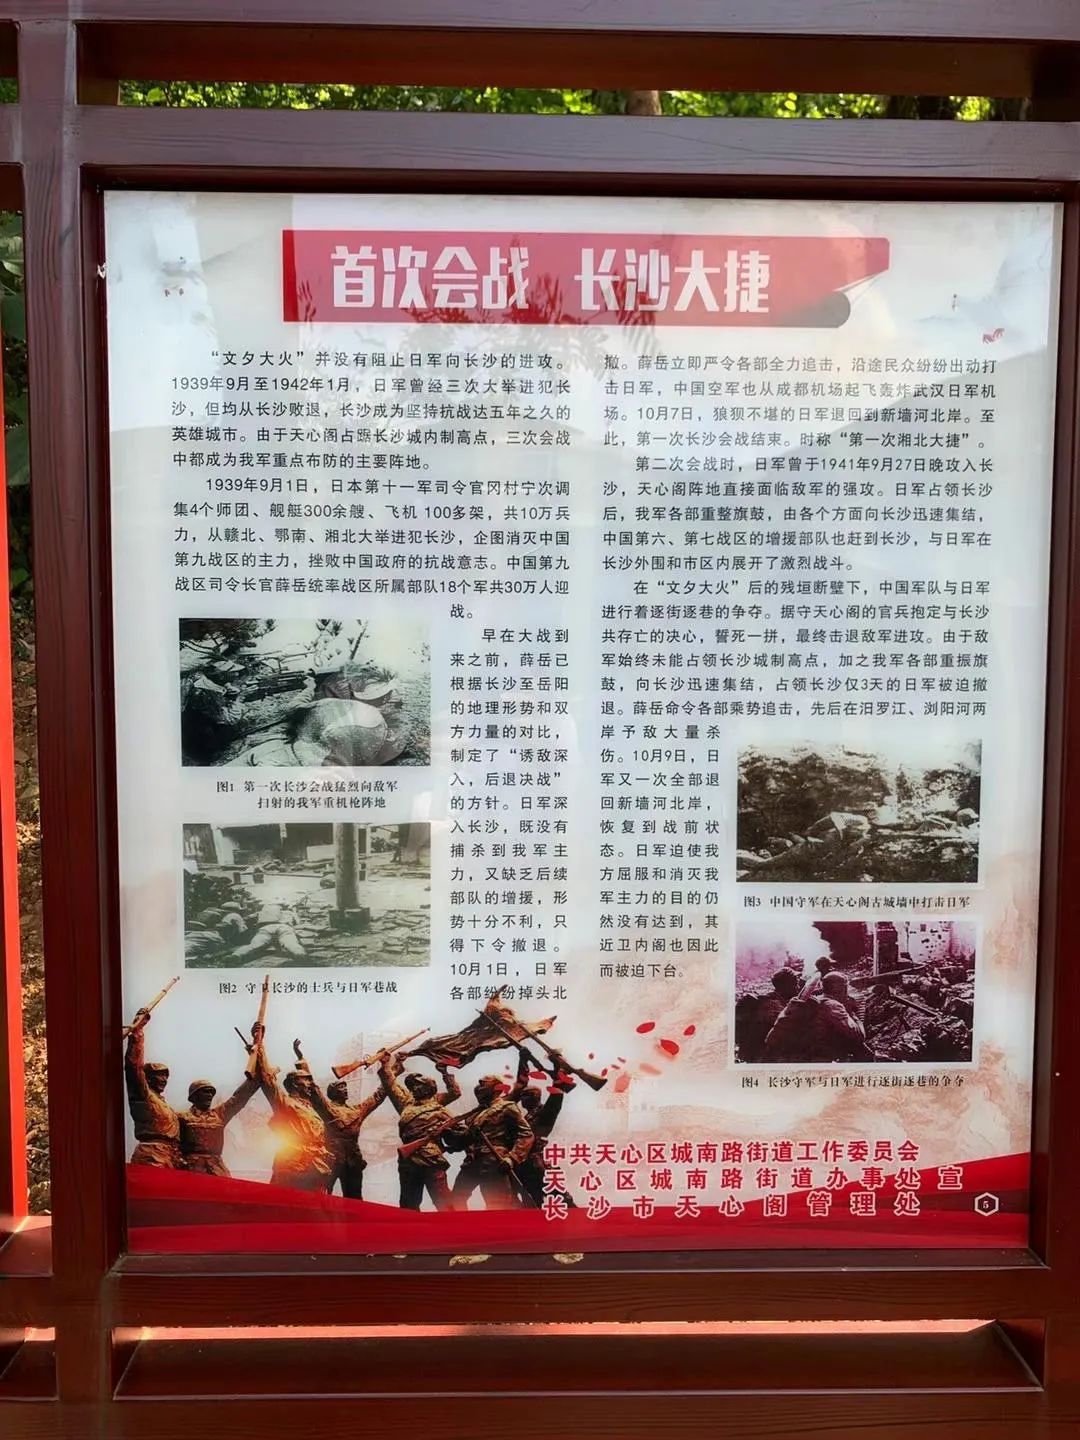 首次会战 长沙大捷
“文夕大火”并没有阻止日军向长沙的进攻。
1939年9月至1942年1月，日军曾经三次大举进犯长
沙，但均从长沙败退，长沙成为坚持抗战达五年之久的
英雄城市。由于天心阁占踞长沙城内制高点，三次会战
中都成为我军重点布防的主要阵地。
1939年9月1日，日本第十一军司令官冈村宁次调
集4个师团、舰艇300余艘、飞机 100多架，共10万兵
力，从赣北、鄂南、湘北大举进犯长沙，企图消灭中国
第九战区的主力，挫败中国政府的抗战意志。中国第九
战区司令长官薛岳统率战区所属部队18个军共30万人迎
战。
早在大战到
来之前，薛岳已
根据长沙至岳阳
的地理形势和双
方力量的对比，
制定了“诱敌深
入，后退决战”
的方针。日军深
入长沙，既没有
捕杀到我军主
力，又缺乏后续
部队的增援，形
势十分不利，只
得下令撤退。
10月1日，日军
各部纷纷掉头北
图1 第一次长沙会战猛烈向敌军
扫射的我军重机枪阵地
图2 守卫长沙的士兵与日军巷战
撤。薛岳立即严令各部全力追击，沿途民众纷纷出动打
击日军，中国空军也从成都机场起飞轰炸武汉日军机
场。10月7日，狼狈不堪的日军退回到新墙河北岸。至
此，第一次长沙会战结束。时称“第一次湘北大捷”。
第二次会战时，日军曾于1941年9月27日晚攻入长
沙，天心阁阵地直接面临敌军的强攻。日军占领长沙
后，我军各部重整旗鼓，由各个方面向长沙迅速集结，
中国第六、第七战区的增援部队也赶到长沙，与日军在
长沙外围和市区内展开了激烈战斗。
在“文夕大火”后的残垣断壁下，中国军队与日军
进行着逐街逐巷的争夺。据守天心阁的官兵抱定与长沙
共存亡的决心，誓死一拼，最终击退敌军进攻。由于敌
军始终未能占领长沙城制高点，加之我军各部重振旗
鼓，向长沙迅速集结，占领长沙仅3天的日军被迫撤
退。薛岳命令各部乘势追击，先后在汨罗江、浏阳河两
岸予敌大量杀
伤。10月9日，日
军又一次全部退
回新墙河北岸，
恢复到战前状
态。日军迫使我
方屈服和消灭我
军主力的目的仍
然没有达到，其
近卫内阁也因此
而被迫下台。
图3 中国守军在天心阁古城墙中打击日军
图4 长沙守军与日军进行逐街逐巷的争夺
中共天心区城南路街道工作委员会
天心区城南路街道办事处 宣
长沙市天心阁管理处
5